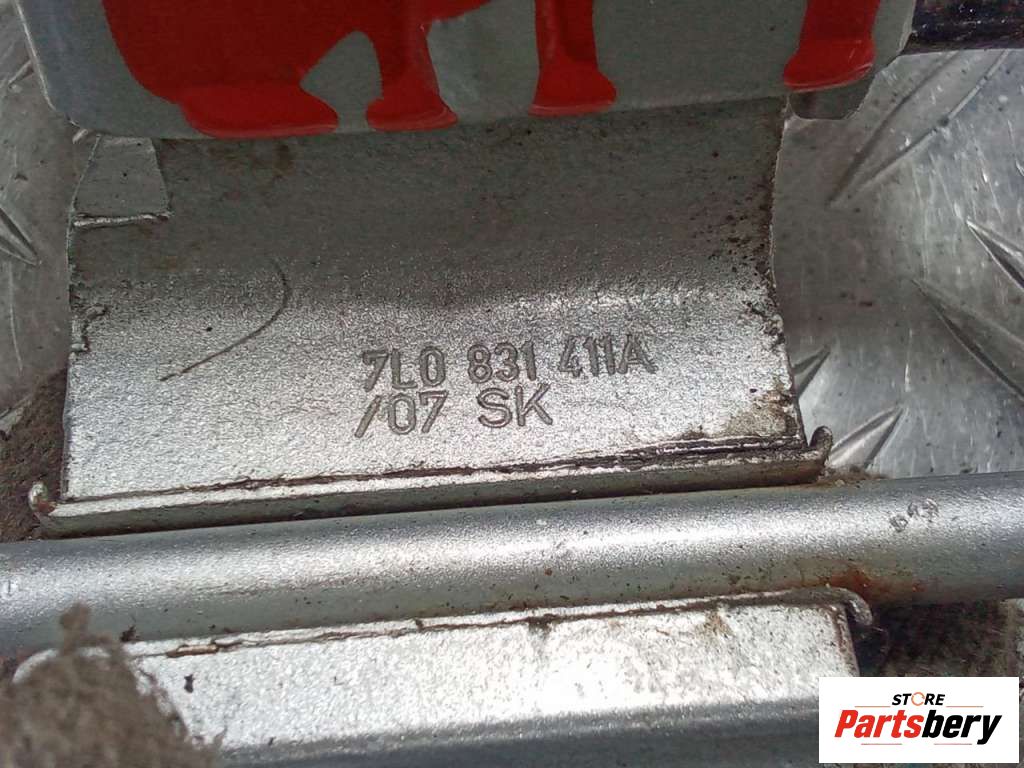 7L0 831 411A
/07 SK
STORE
Partsbery